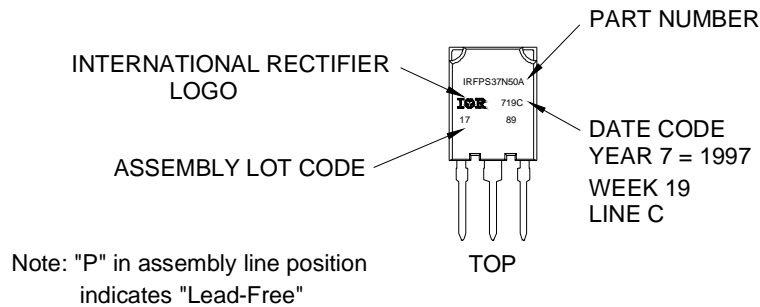 PART NUMBER
INTERNATIONAL RECTIFIER
LOGO
IRFPS37N50A
IOR 719C
17 89
DATE CODE
YEAR 7 = 1997
WEEK 19
LINE C
ASSEMBLY LOT CODE
Note: "P" in assembly line position
indicates "Lead-Free"
TOP